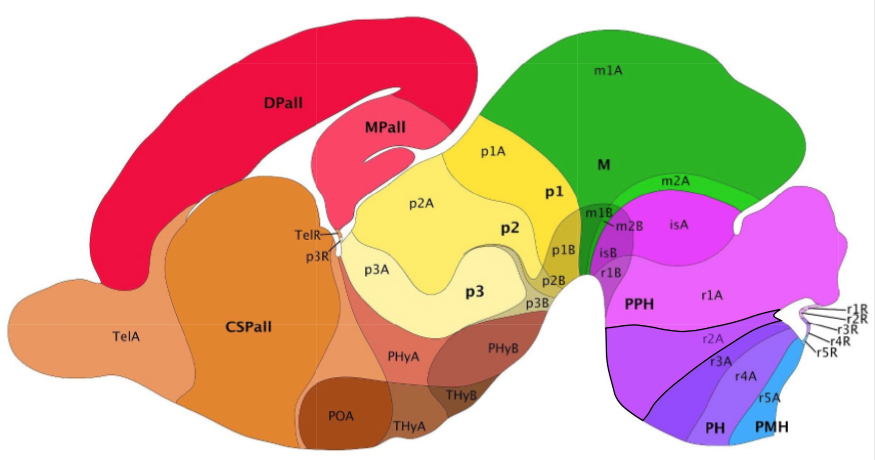 m1A
DPall
MPall
p1A
M
m2A
p1
p2A
m1B
m2B
isA
p2
TelR
p3R
p1B
isB
r1B
p3A
p2B
p3
p3B
PPH
r1A
r1R
r2R
r3R
r4R
r5R
TelA
CSPall
r2A
PHyA
PHyB
r3A
r4A
THyB
r5A
POA
THyA
PH
PMH